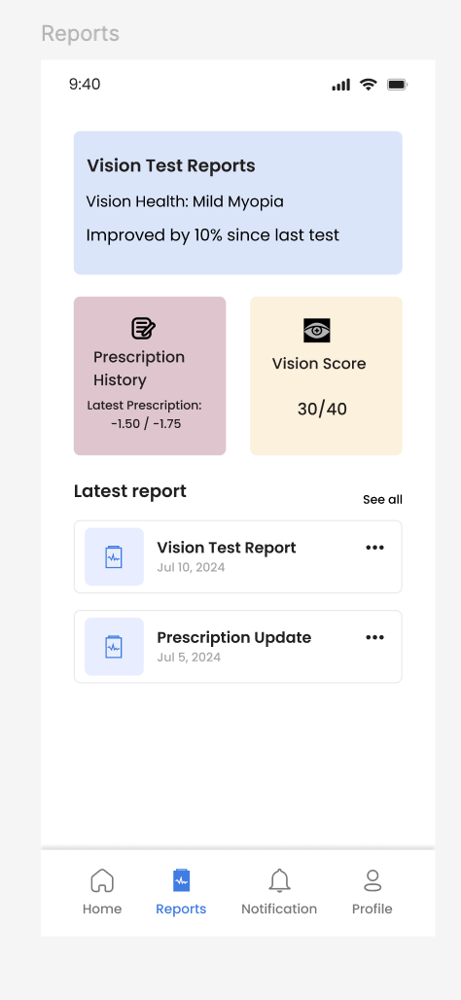 Reports
9:40
Vision Test Reports
Vision Health: Mild Myopia
Improved by 10% since last test
Prescription
History
Latest Prescription:
-1.50 / -1.75
Vision Score
30/40
Latest report
See all
Vision Test Report
Jul 10, 2024
Prescription Update
Jul 5, 2024
Home
Reports
Notification
Profile